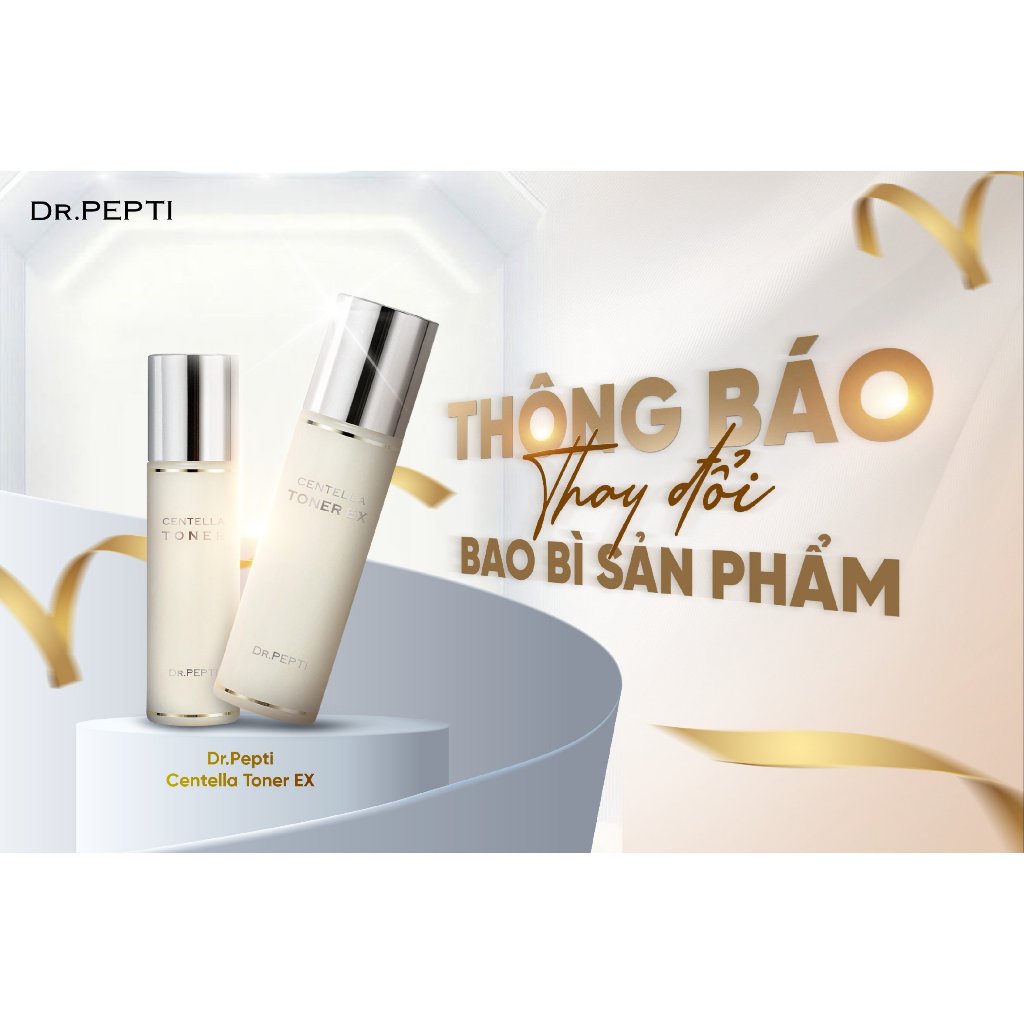 DR.PEPTI
THÔNG BÁO
Thay đổi
BAO BÌ SẢN PHẨM
CENTELLA
TONER
DR.PEPTI
CENTELLA
TONER EX
DR.PEPTI
Dr.Pepti
Centella Toner EX